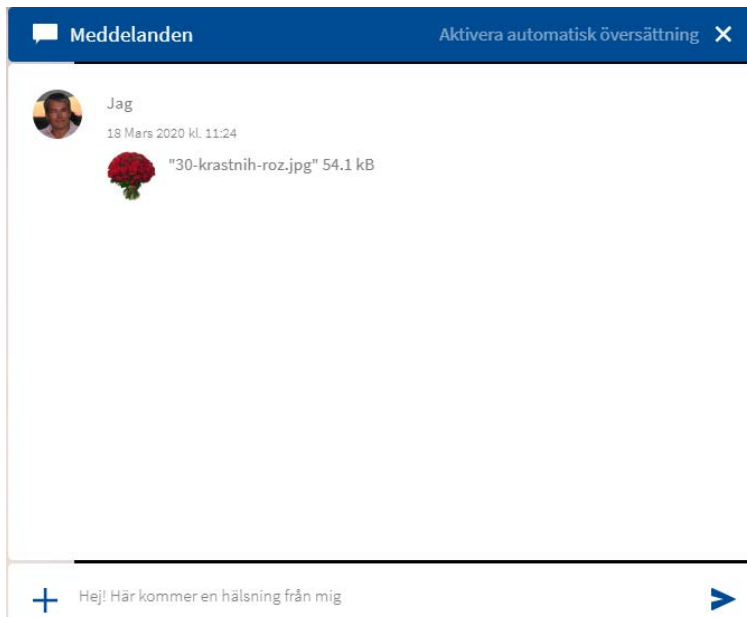 Meddelanden
Aktivera automatisk översättning
Jag
18 Mars 2020 kl. 11:24
"30-krastnih-roz.jpg" 54.1 kB
Hej! Här kommer en hälsning från mig